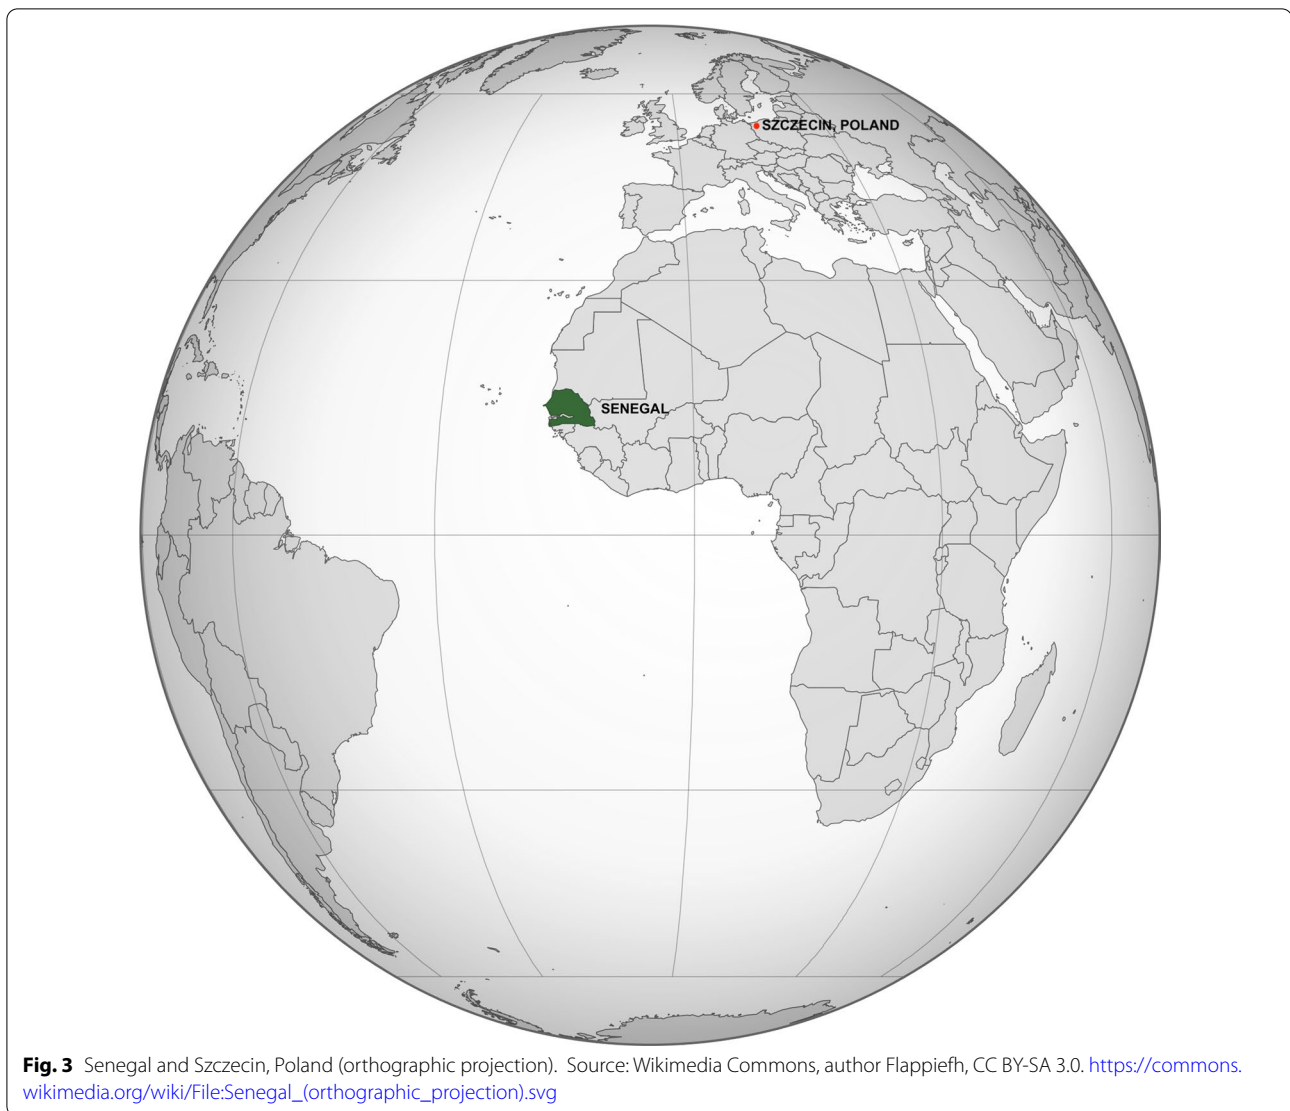 SZCZECIN, POLAND
SENEGAL
Fig. 3 Senegal and Szczecin, Poland (orthographic projection). Source: Wikimedia Commons, author Flappiefh, CC BY-SA 3.0. https://commons.
wikimedia.org/wiki/File:Senegal_(orthographic_projection).svg